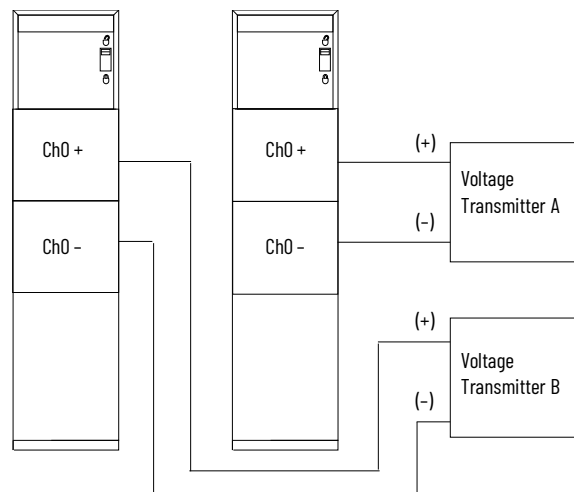 Ch0 +
Ch0 –
Ch0 +
Ch0 –
(+)
Voltage
Transmitter A
(–)
(+)
Voltage
Transmitter B
(–)